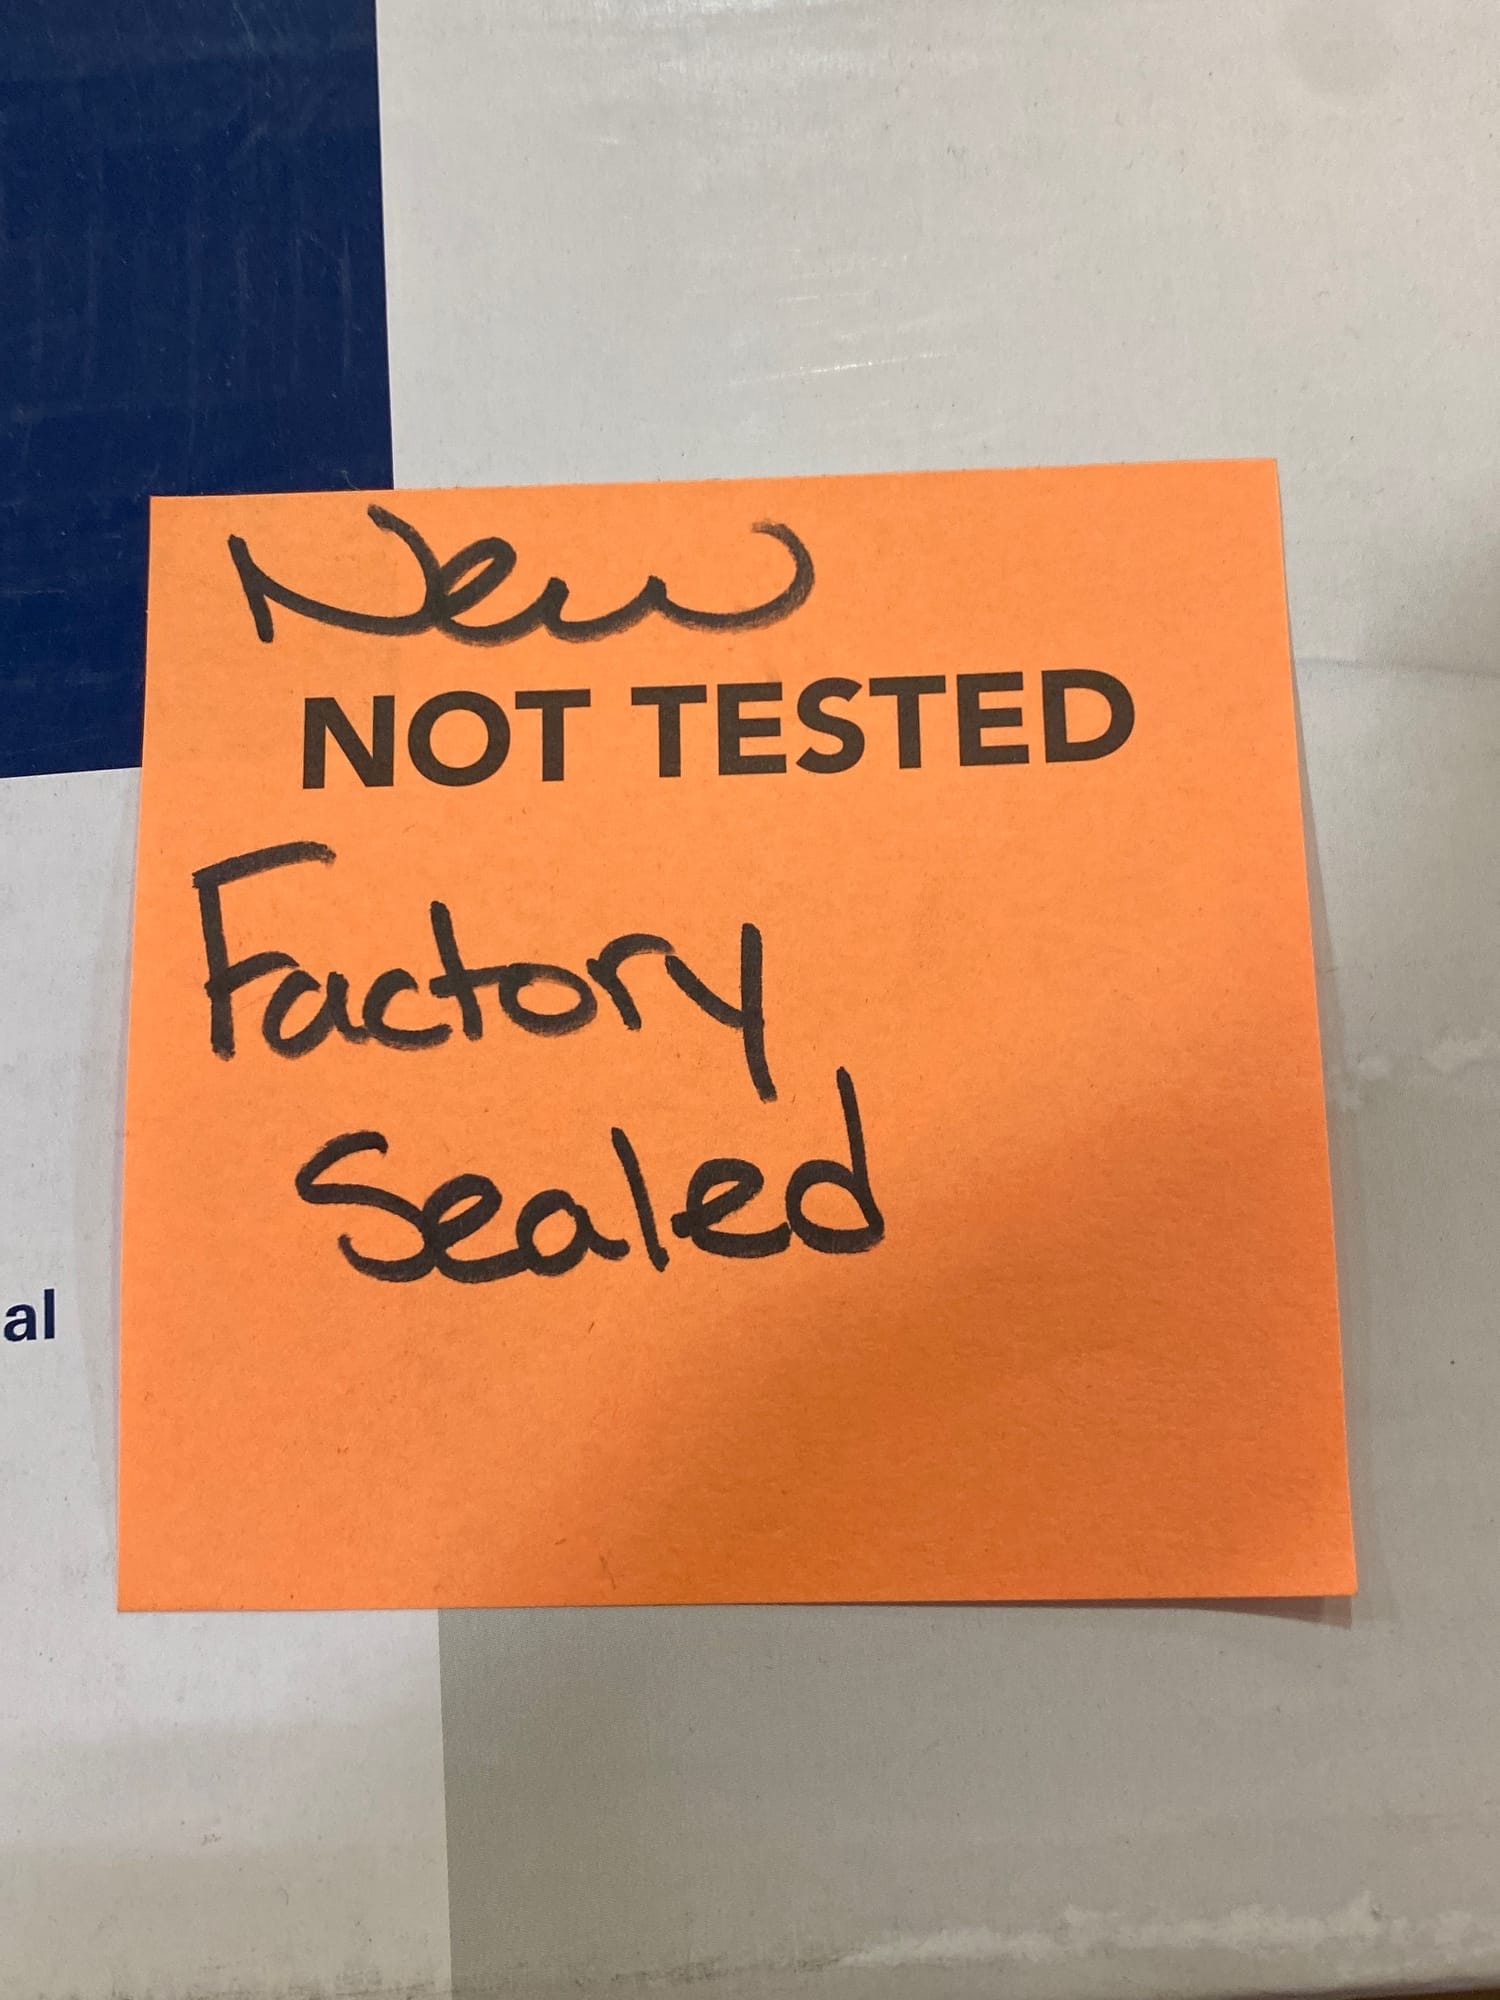 New
NOT TESTED
Factory
Sealed
al